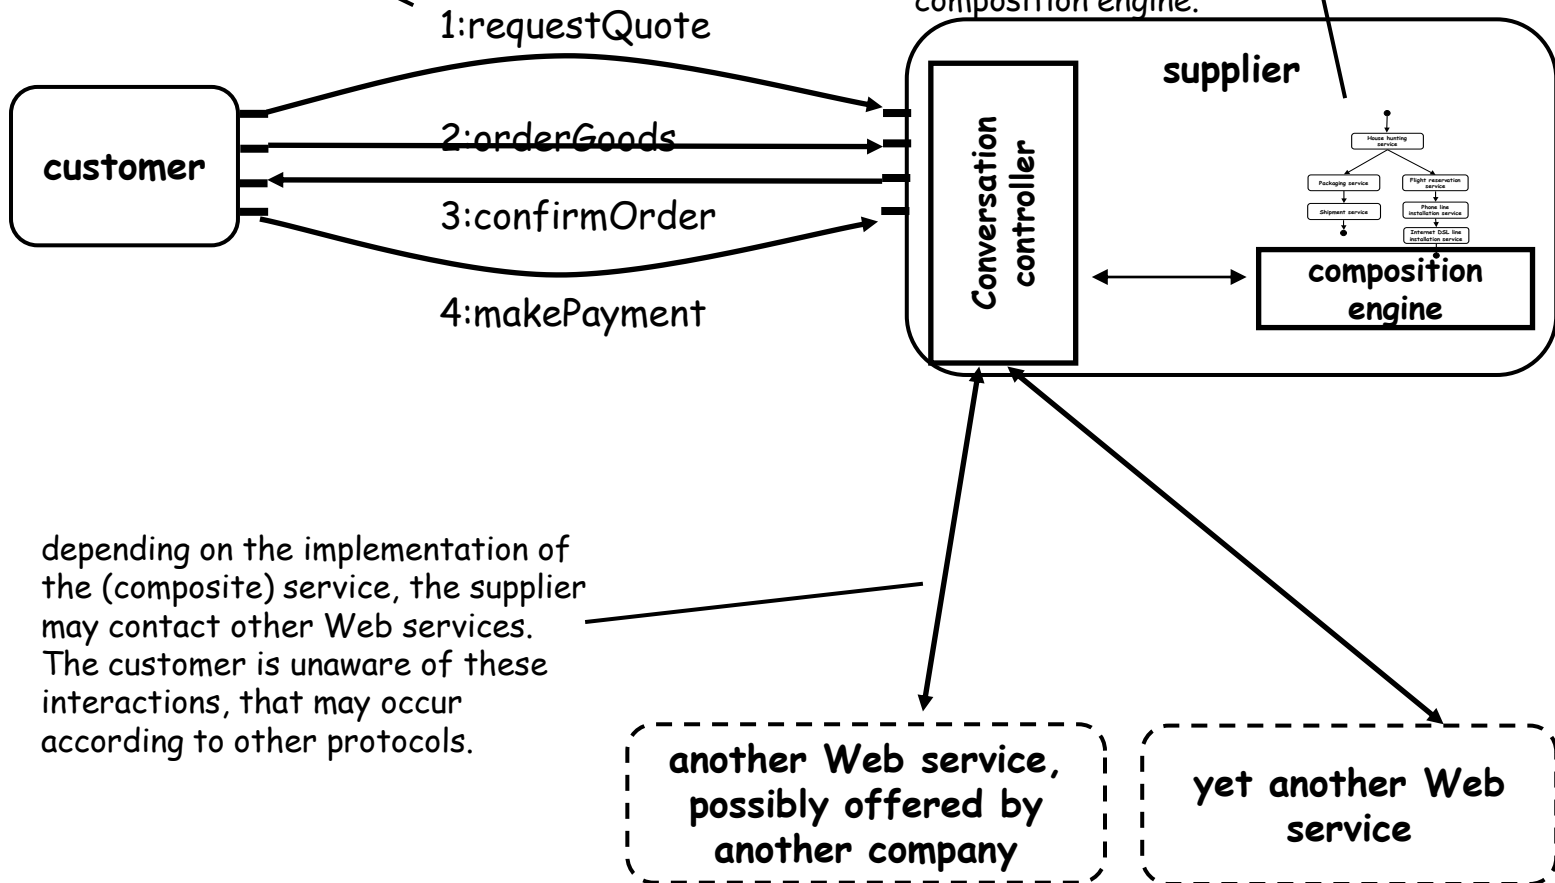 composition engine.
1:requestQuote
supplier
customer
2:orderGoods
3:confirmOrder
4:makePayment
Conversation
controller
House hunting
service
Packaging service
Flight reservation
service
Shipment service
Phone line
installation service
Internet DSL line
installation service
composition
engine
depending on the implementation of
the (composite) service, the supplier
may contact other Web services.
The customer is unaware of these
interactions, that may occur
according to other protocols.
another Web service,
possibly offered by
another company
yet another Web
service